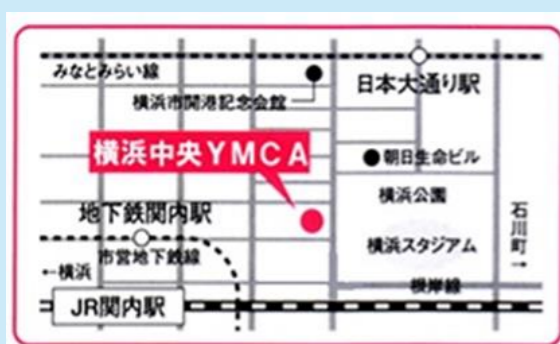 みなとみらい線
日本大通り駅
横浜市開港記念会館
横浜中央YMCA
朝日生命ビル
横浜公園
地下鉄関内駅
石川町→
横浜スタジアム
市営地下鉄線
←横浜
根岸線
JR関内駅